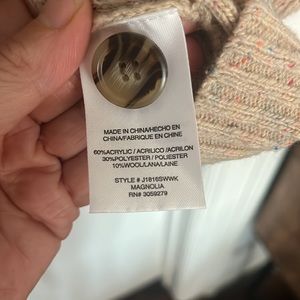 MADE IN CHINA/HECHO EN
CHINA/FABRIQUE EN CHINE
60%ACRYLIC / ACRILICO /ACRILON
30%POLYESTER / POLIESTER
10%WOOL/LANA/LAINE
STYLE # J1816SWWK
MAGNOLIA
RN# 3059279